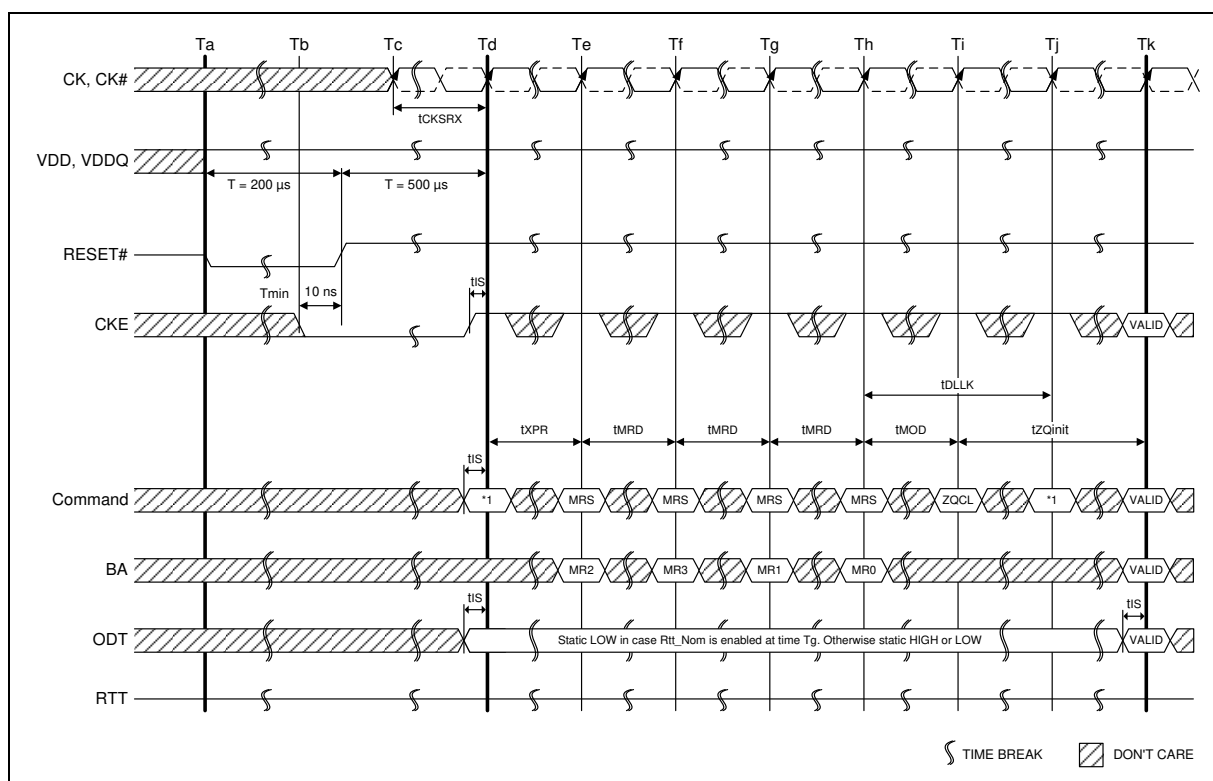 Ta Tb Tc Td Te Tf Tg Th Ti Tj Tk
CK, CK#
tCKSRX
VDD, VDDQ
T = 200 µs T = 500 µs
RESET#
Tmin 10 ns tIS
CKE VALID
tDLLK
tXPR tMRD tMRD tMRD tMOD tZQinit
tIS
Command *1 MRS MRS MRS MRS ZQCL *1 VALID
BA MR2 MR3 MR1 MR0 VALID
tIS tIS
ODT Static LOW in case Rtt_Nom is enabled at time Tg. Otherwise static HIGH or LOW VALID
RTT
TIME BREAK DON'T CARE